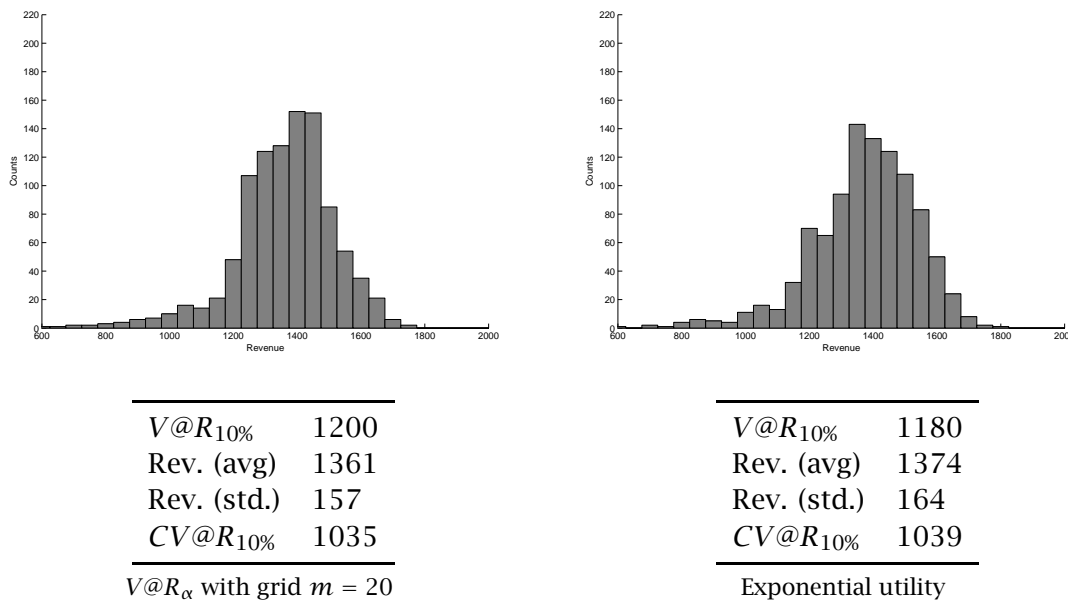 220
200
180
160
140
120
100
80
60
40
20
0
Counts
600 800 1000 1200 1400 1600 1800 2000
Revenue
220
200
180
160
140
120
100
80
60
40
20
0
Counts
600 800 1000 1200 1400 1600 1800 200
Revenue
V@R10% 1200
Rev. (avg) 1361
Rev. (std.) 157
CV@R10% 1035
V@Rα with grid m = 20
V@R10% 1180
Rev. (avg) 1374
Rev. (std.) 164
CV@R10% 1039
Exponential utility